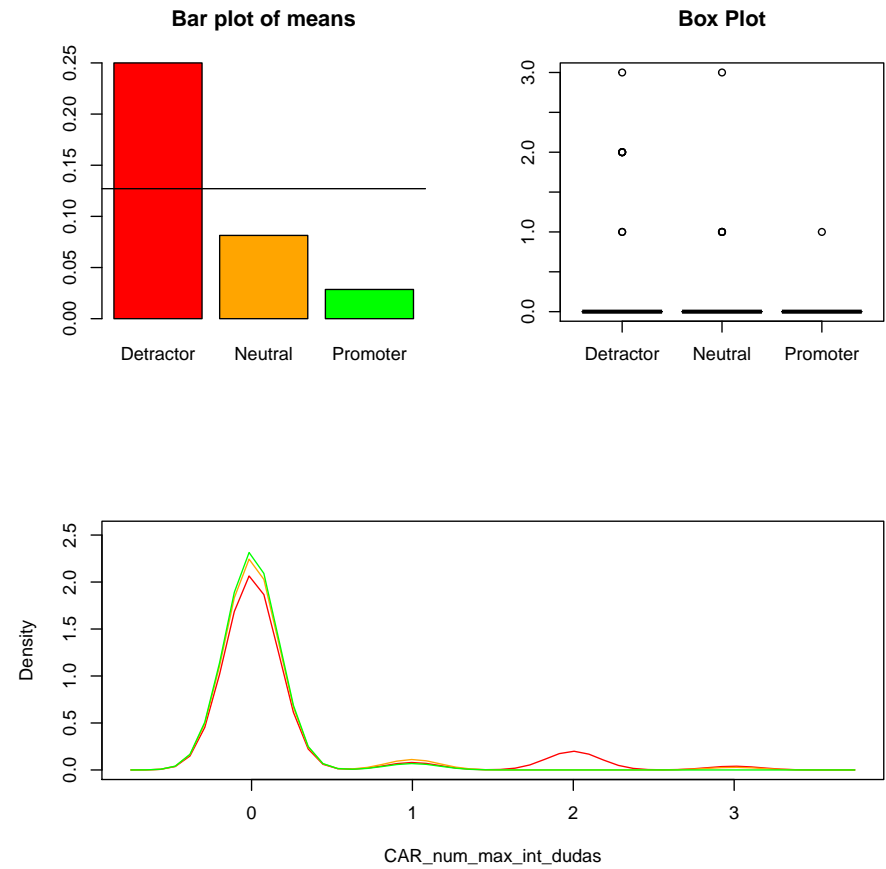 Bar plot of means
0.25
0.20
0.15
0.10
0.05
0.00
Detractor Neutral Promoter
Box Plot
3.0
2.0
1.0
0.0
Detractor Neutral Promoter
2.5
2.0
1.5
1.0
0.5
0.0
Density
0 1 2 3
CAR_num_max_int_dudas